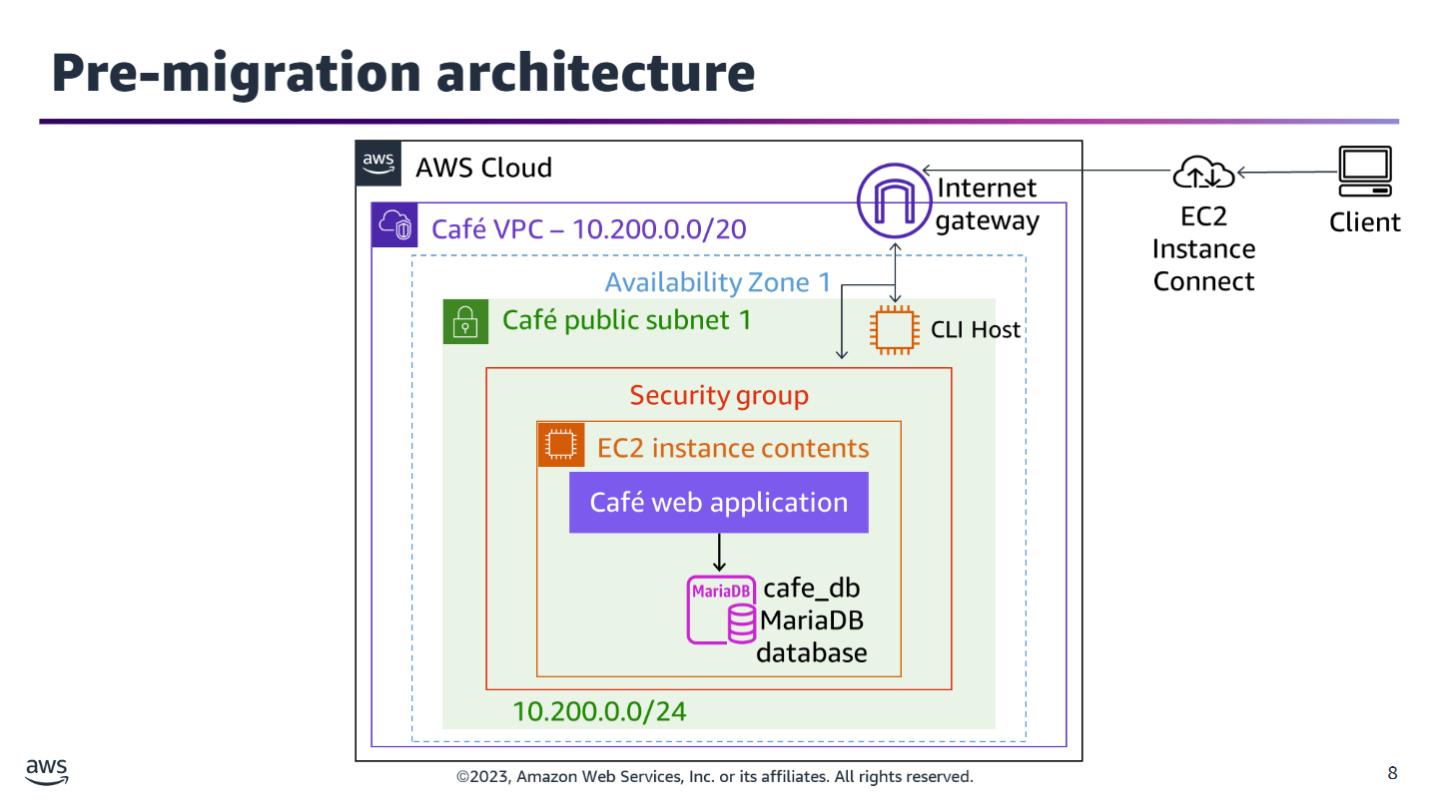 Pre-migration architecture
aws
AWS Cloud
Internet
gateway
EC2
Instance
Connect
Client
Café VPC – 10.200.0.0/20
Availability Zone 1
Café public subnet 1
CLI Host
Security group
EC2 instance contents
Café web application
MariaDB
cafe_db
MariaDB
database
10.200.0.0/24
aws
©2023, Amazon Web Services, Inc. or its affiliates. All rights reserved.
8